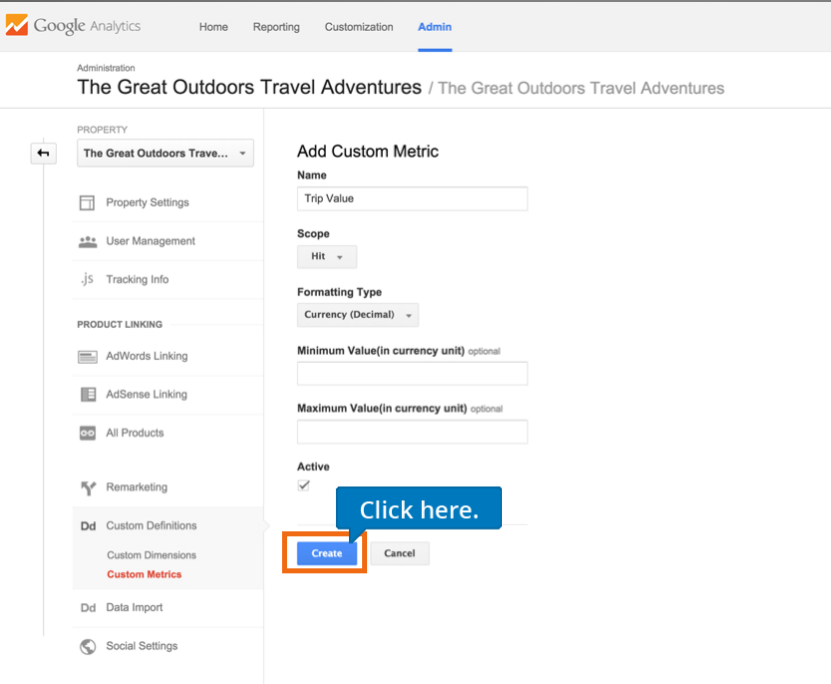 Google Analytics
Home Reporting Customization Admin
Administration
The Great Outdoors Travel Adventures / The Great Outdoors Travel Adventures
PROPERTY
The Great Outdoors Trave...
Property Settings
User Management
.js Tracking Info
PRODUCT LINKING
AdWords Linking
AdSense Linking
All Products
Remarketing
Dd Custom Definitions
Custom Dimensions
Custom Metrics
Dd Data Import
Social Settings
Add Custom Metric
Name
Trip Value
Scope
Hit
Formatting Type
Currency (Decimal)
Minimum Value(in currency unit) optional
Maximum Value(in currency unit) optional
Active
Click here.
Create Cancel